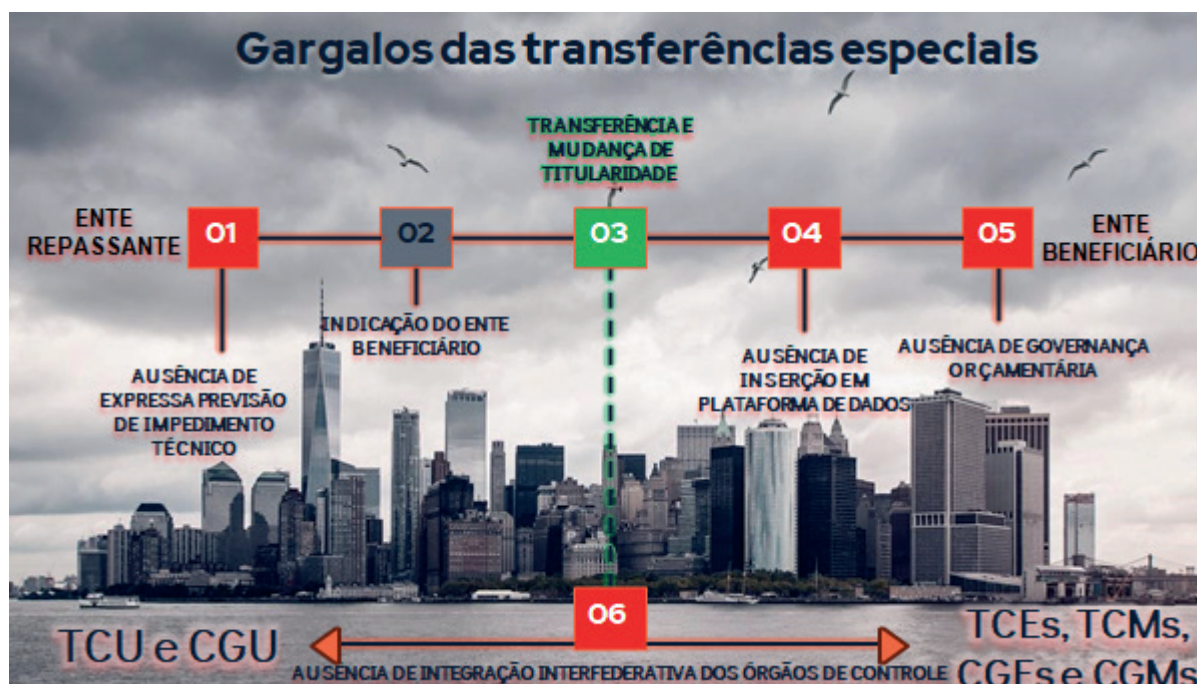 Gargalos das transferências especiais
TRANSFERÊNCIA E
MUDANÇA DE
TITULARIDADE
ENTE
REPASSANTE
01
02
03
04
05
ENTE
BENEFICIÁRIO
AUSÊNCIA DE
EXPRESSA PREVISÃO
DE IMPEDIMENTO
TÉCNICO
INDICAÇÃO DO ENTE
BENEFICIÁRIO
AUSÊNCIA DE
INSERÇÃO EM
PLATAFORMA DE DADOS
AUSÊNCIA DE GOVERNANÇA
ORÇAMENTÁRIA
06
TCU e CGU
AUSÊNCIA DE INTEGRAÇÃO INTERFEDERATIVA DOS ÓRGÃOS DE CONTROLE
TCEs, TCMs,
CGEs e CGMs